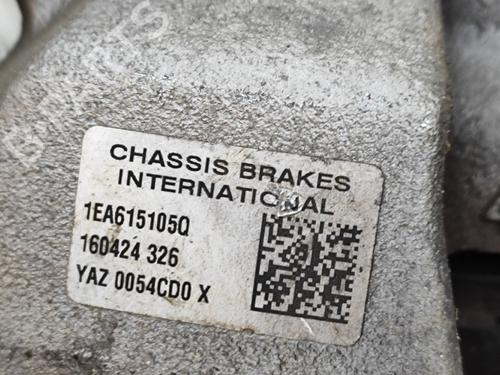 CHASSIS BRAKES
INTERNATIONAL
1EA615105Q
160424 326
YAZ 0054CD0 X